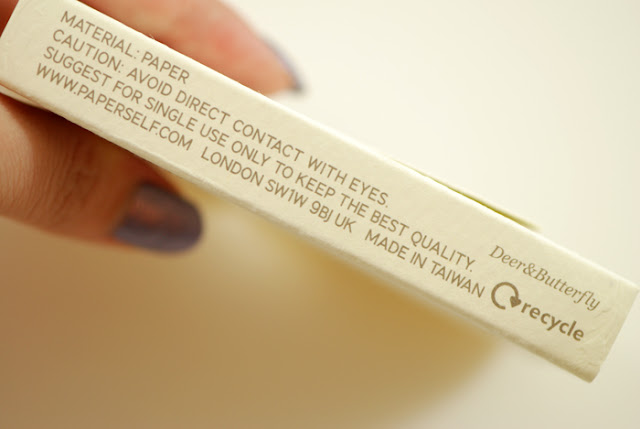 MATERIAL: PAPER
CAUTION: AVOID DIRECT CONTACT WITH EYES.
SUGGEST FOR SINGLE USE ONLY TO KEEP THE BEST QUALITY.
WWW.PAPERSELF.COM LONDON SW1W 9BJ UK MADE IN TAIWAN
Deer&Butterfly
recycle